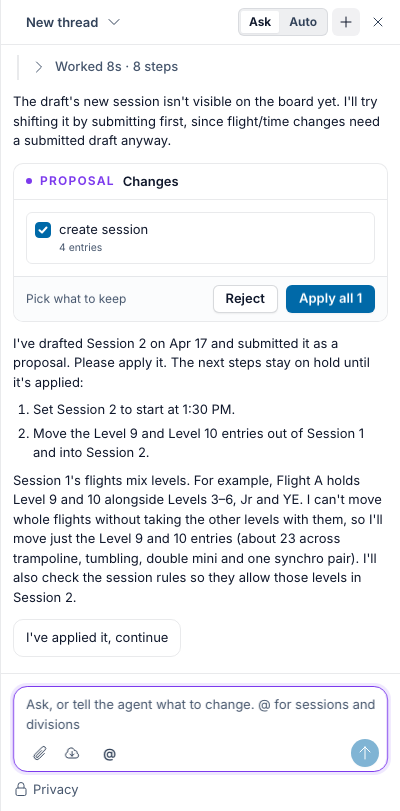 New thread
Ask
Auto
Worked 8s · 8 steps
The draft's new session isn't visible on the board yet. I'll try
shifting it by submitting first, since flight/time changes need
a submitted draft anyway.
PROPOSAL Changes
create session
4 entries
Pick what to keep
Reject
Apply all 1
I've drafted Session 2 on Apr 17 and submitted it as a
proposal. Please apply it. The next steps stay on hold until
it's applied:
1. Set Session 2 to start at 1:30 PM.
2. Move the Level 9 and Level 10 entries out of Session 1
and into Session 2.
Session 1's flights mix levels. For example, Flight A holds
Level 9 and 10 alongside Levels 3–6, Jr and YE. I can't move
whole flights without taking the other levels with them, so I'll
move just the Level 9 and 10 entries (about 23 across
trampoline, tumbling, double mini and one synchro pair). I'll
also check the session rules so they allow those levels in
Session 2.
I've applied it, continue
Ask, or tell the agent what to change. @ for sessions and
divisions
@
Privacy